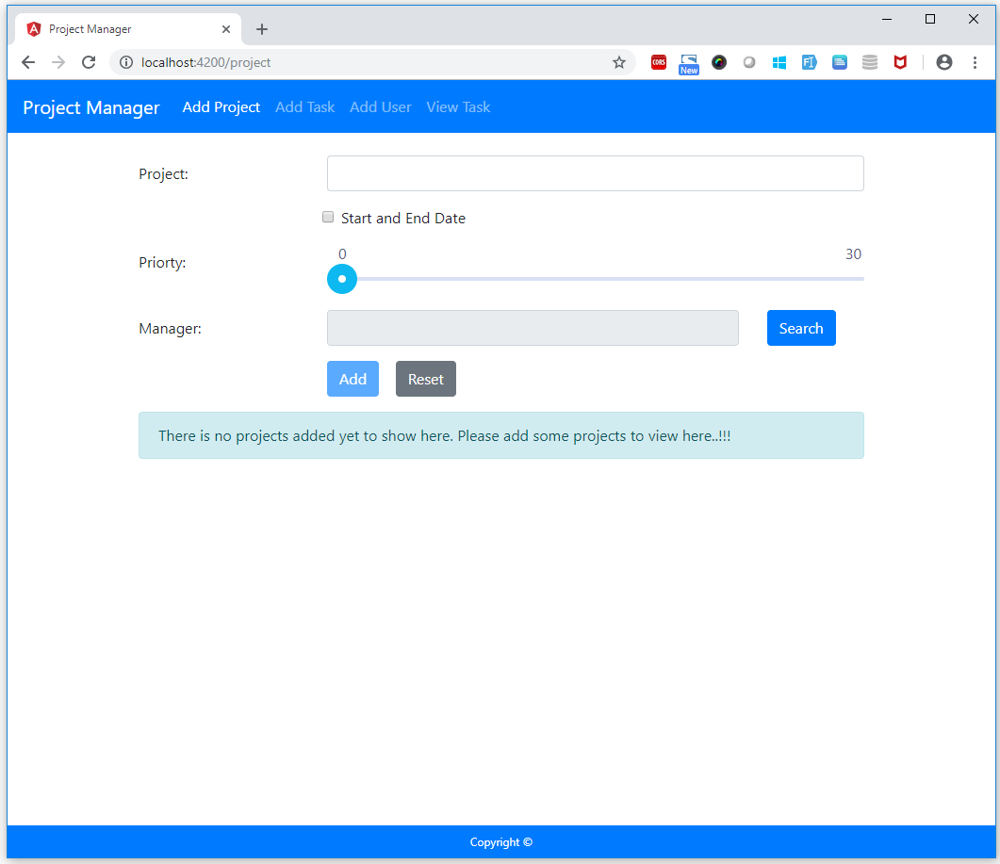 Project Manager
localhost:4200/project
CORS
New
Project Manager Add Project Add Task Add User View Task
Project:
Start and End Date
0 30
Priorty:
Manager: Search
Add Reset
There is no projects added yet to show here. Please add some projects to view here..!!!
Copyright ©